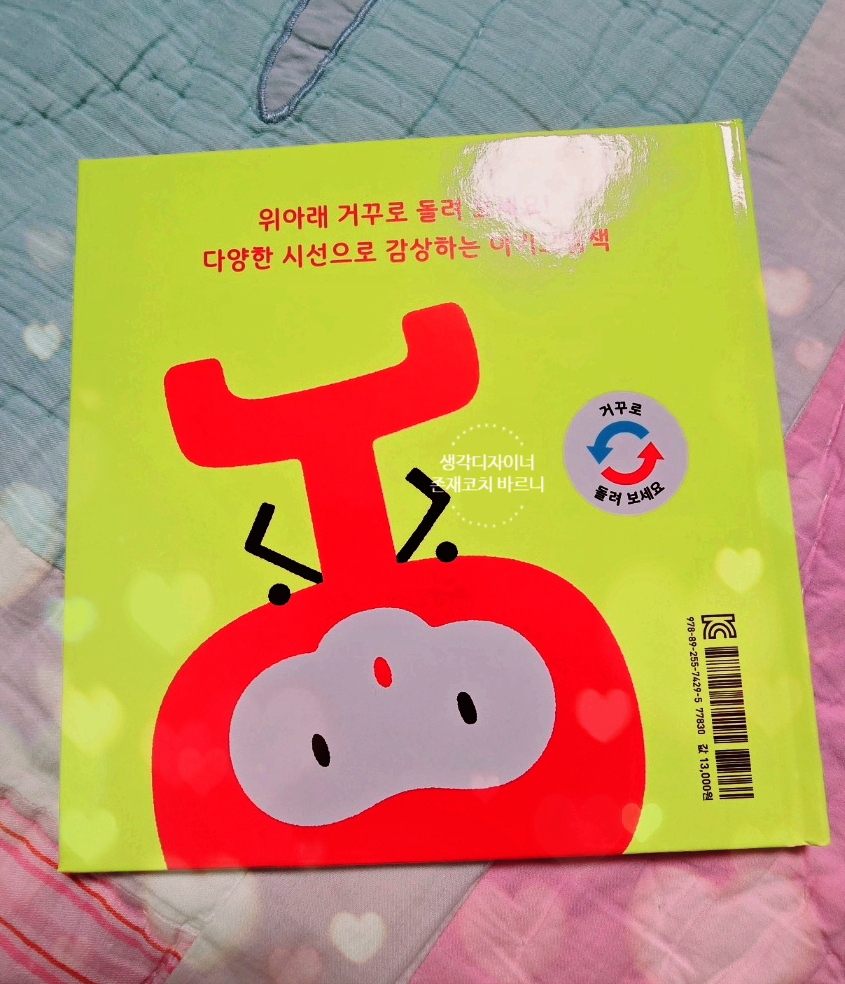 위아래 거꾸로 돌려
다양한 시선으로 감상하는
거꾸로
돌려 보세요
생각디자이너
존재코치 바르니
978-89-255-7429-5 77830 값 13,000원